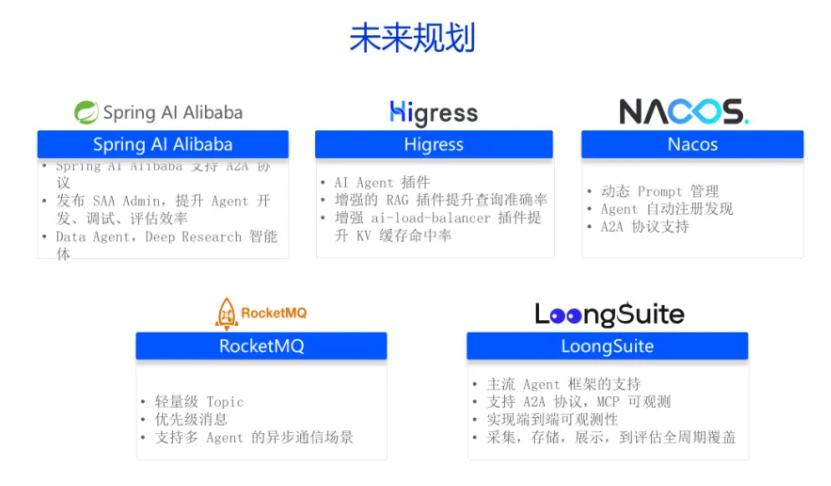 未来规划
Spring AI Alibaba
Higress
NACOS.
Spring AI Alibaba
Higress
Nacos
• Spring AI Alibaba 支持 A2A 协
议
• 发布 SAA Admin，提升 Agent 开
发、调试、评估效率
• Data Agent，Deep Research 智能
体
• AI Agent 插件
• 增强的 RAG 插件提升查询准确率
• 增强 ai-load-balancer 插件提
升 KV 缓存命中率
• 动态 Prompt 管理
• Agent 自动注册发现
• A2A 协议支持
RocketMQ
LoongSuite
RocketMQ
LoongSuite
• 轻量级 Topic
• 优先级消息
• 支持多 Agent 的异步通信场景
• 主流 Agent 框架的支持
• 支持 A2A 协议，MCP 可观测
• 实现端到端可观测性
• 采集，存储，展示，到评估全周期覆盖